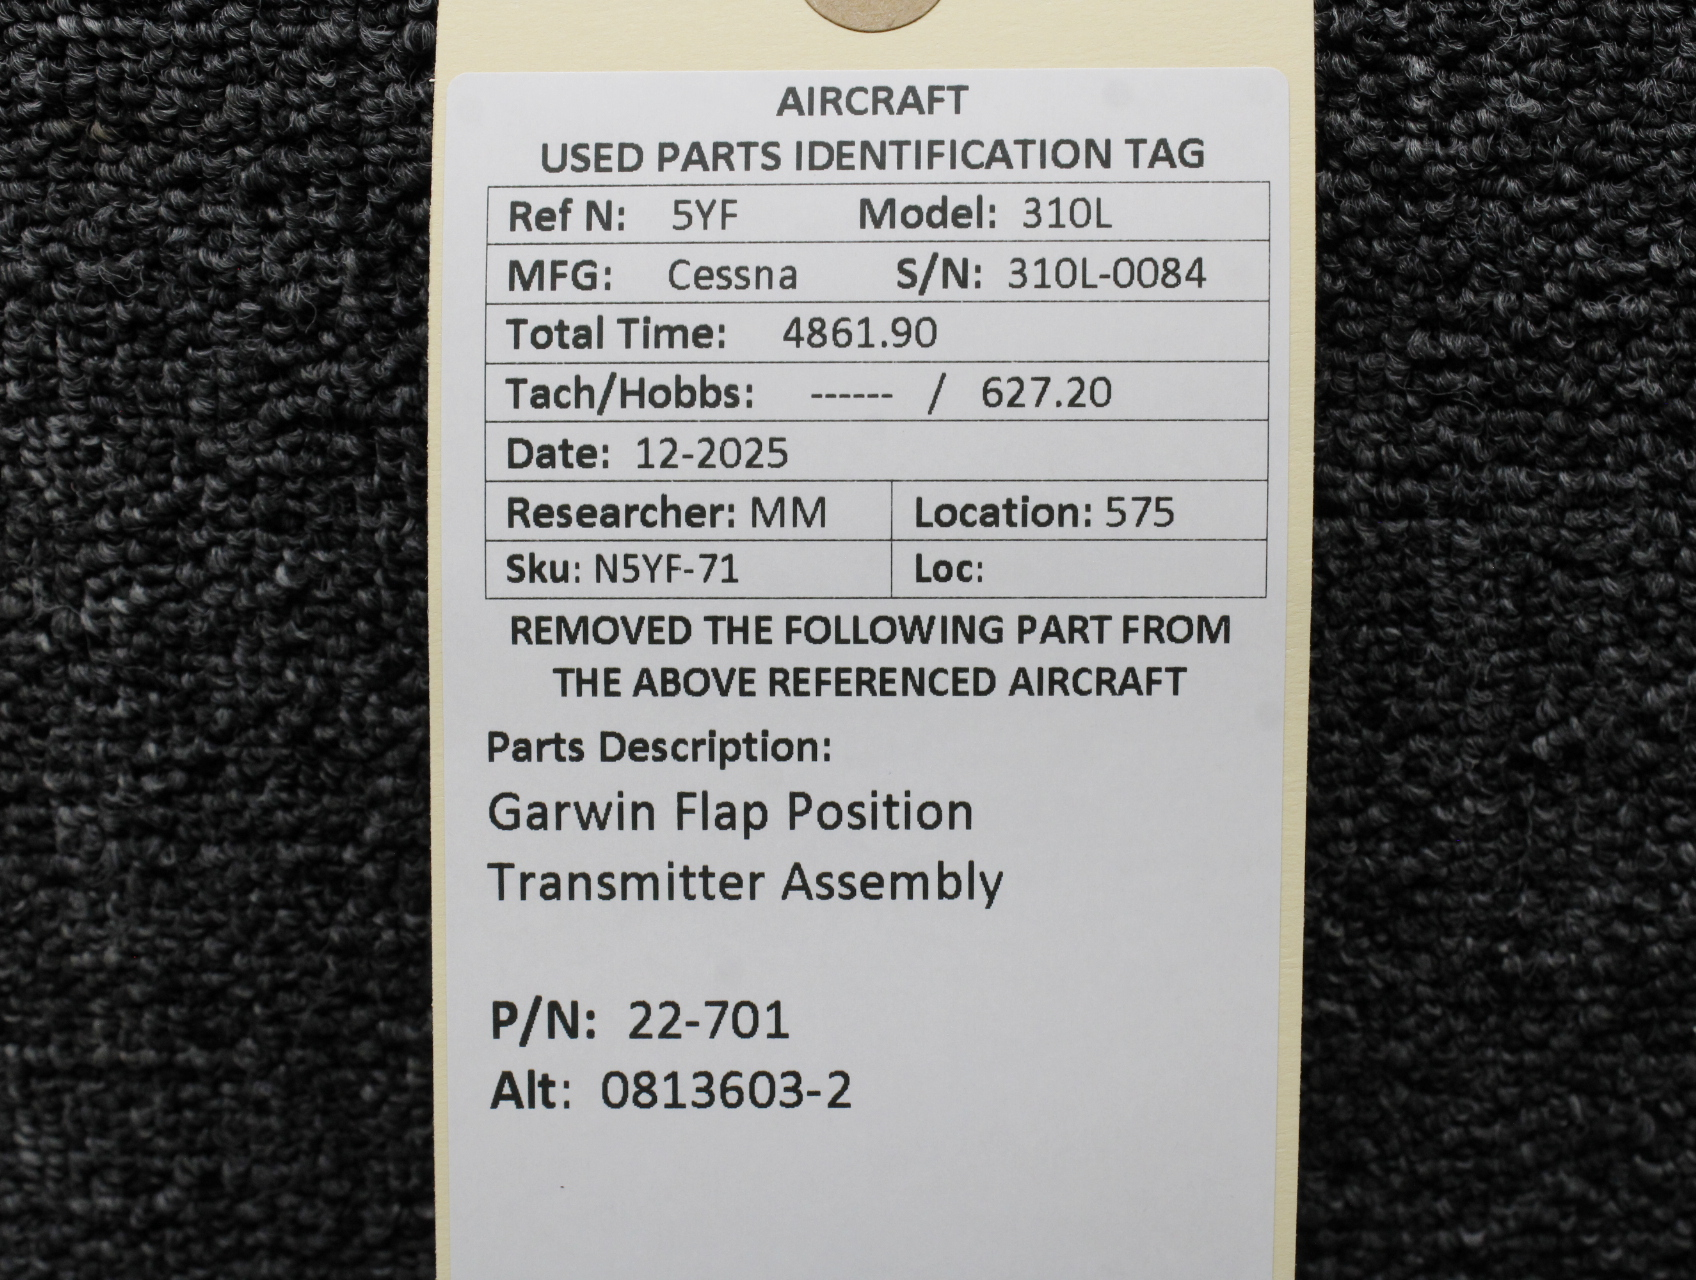 AIRCRAFT
USED PARTS IDENTIFICATION TAG
Ref N: 5YF Model: 310L
MFG: Cessna S/N: 310L-0084
Total Time: 4861.90
Tach/Hobbs: ------ / 627.20
Date: 12-2025
Researcher: MM Location: 575
Sku: N5YF-71 Loc:
REMOVED THE FOLLOWING PART FROM
THE ABOVE REFERENCED AIRCRAFT
Parts Description:
Garwin Flap Position
Transmitter Assembly
P/N: 22-701
Alt: 0813603-2